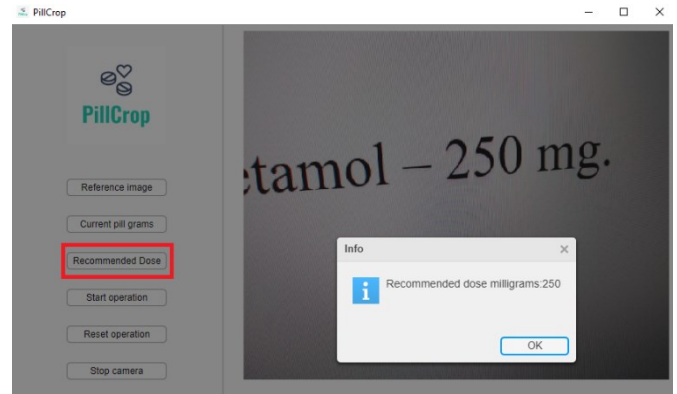 PillCrop
PillCrop
Reference image
Current pill grams
Recommended Dose
Start operation
Reset operation
Stop camera
etamol – 250 mg.
Info
Recommended dose milligrams:250
OK